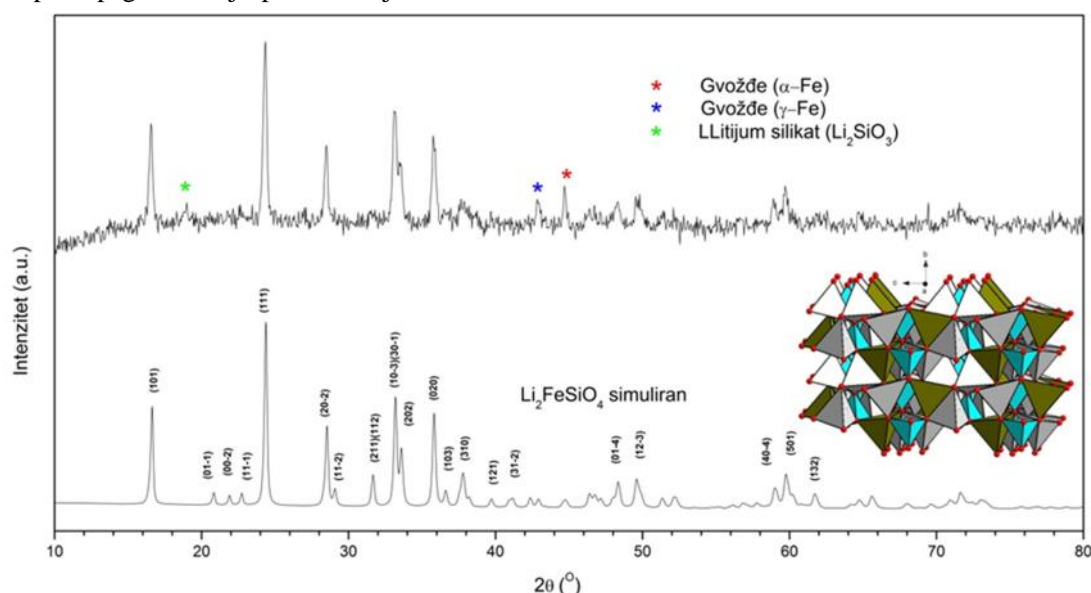 Gvožđe (α–Fe)
Gvožđe (γ–Fe)
LLitijum silikat (Li₂SiO₃)
Intenzitet (a.u.)
(101)
(01-1)
(00-2)
(11-1)
(111)
(20-2)
(11-2)
(211)(112)
(10-3)(30-1)
(202)
(020)
(103)
(310)
(121)
(31-2)
(01-4)
(12-3)
(40-4)
(501)
(132)
Li₂FeSiO₄ simuliran
b
c
a
10 20 30 40 50 60 70 80
2θ (°)